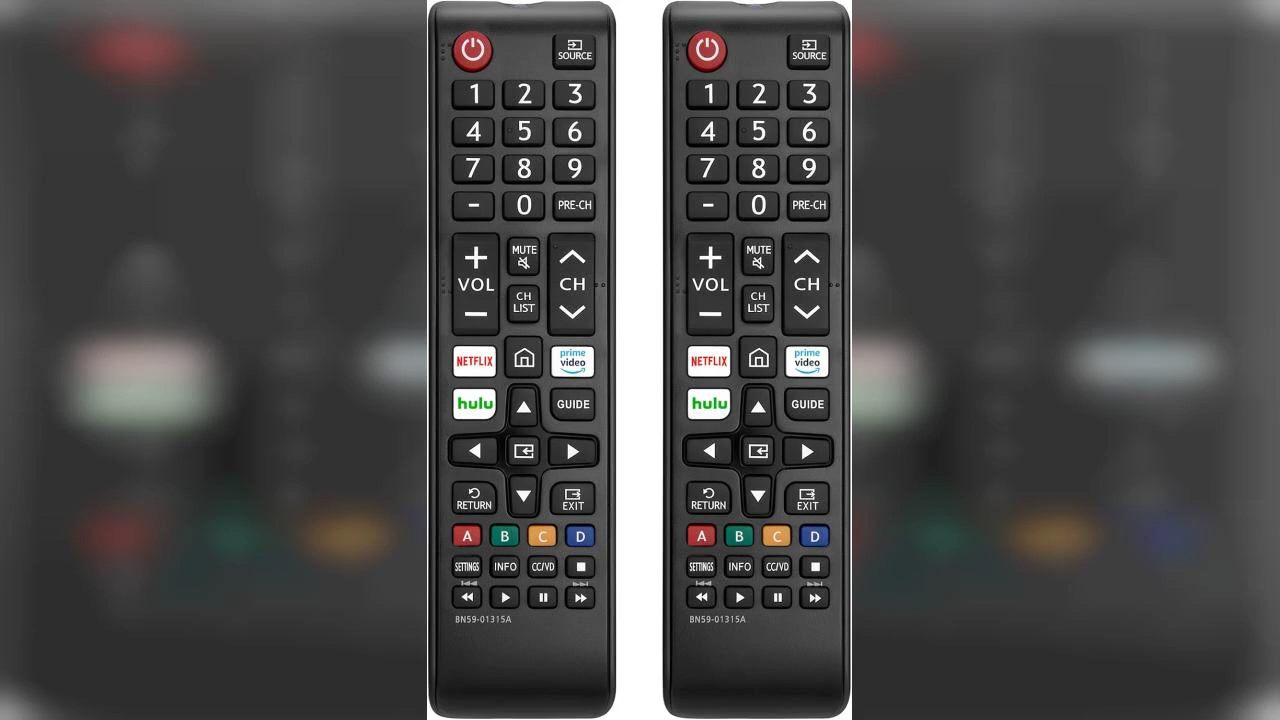 SOURCE
1 2 3
4 5 6
7 8 9
- 0 PRE-CH
+ MUTE
VOL CH
CH
LIST
NETFLIX prime
video
hulu GUIDE
RETURN EXIT
A B C D
SETTINGS INFO CC/VD
BN59-01315A
SOURCE
1 2 3
4 5 6
7 8 9
- 0 PRE-CH
+ MUTE
VOL CH
CH
LIST
NETFLIX prime
video
hulu GUIDE
RETURN EXIT
A B C D
SETTINGS INFO CC/VD
BN59-01315A